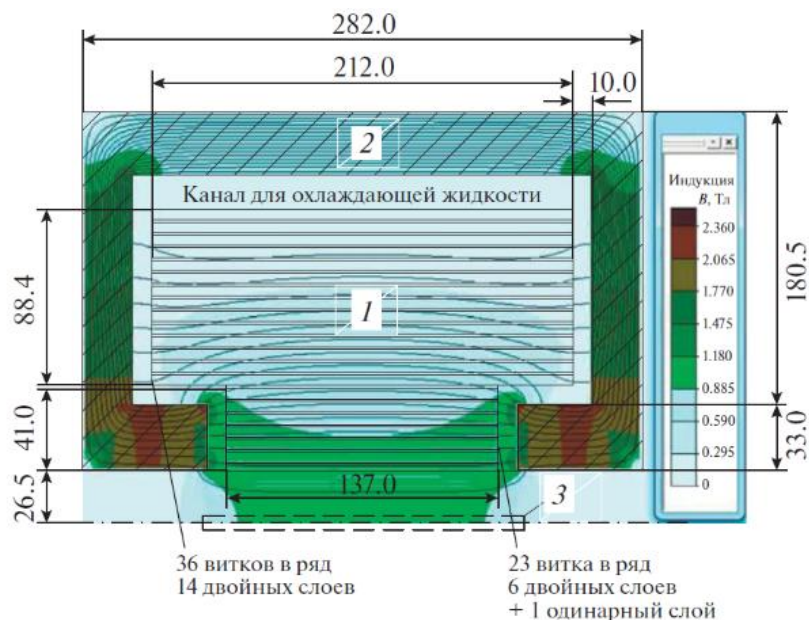 282.0
212.0
10.0
2
Канал для охлаждающей жидкости
Индукция
B, Тл
2.360
2.065
1.770
1.475
1.180
0.885
0.590
0.295
0
180.5
88.4
1
41.0
33.0
26.5
137.0
3
36 витков в ряд
14 двойных слоев
23 витка в ряд
6 двойных слоев
+ 1 одинарный слой